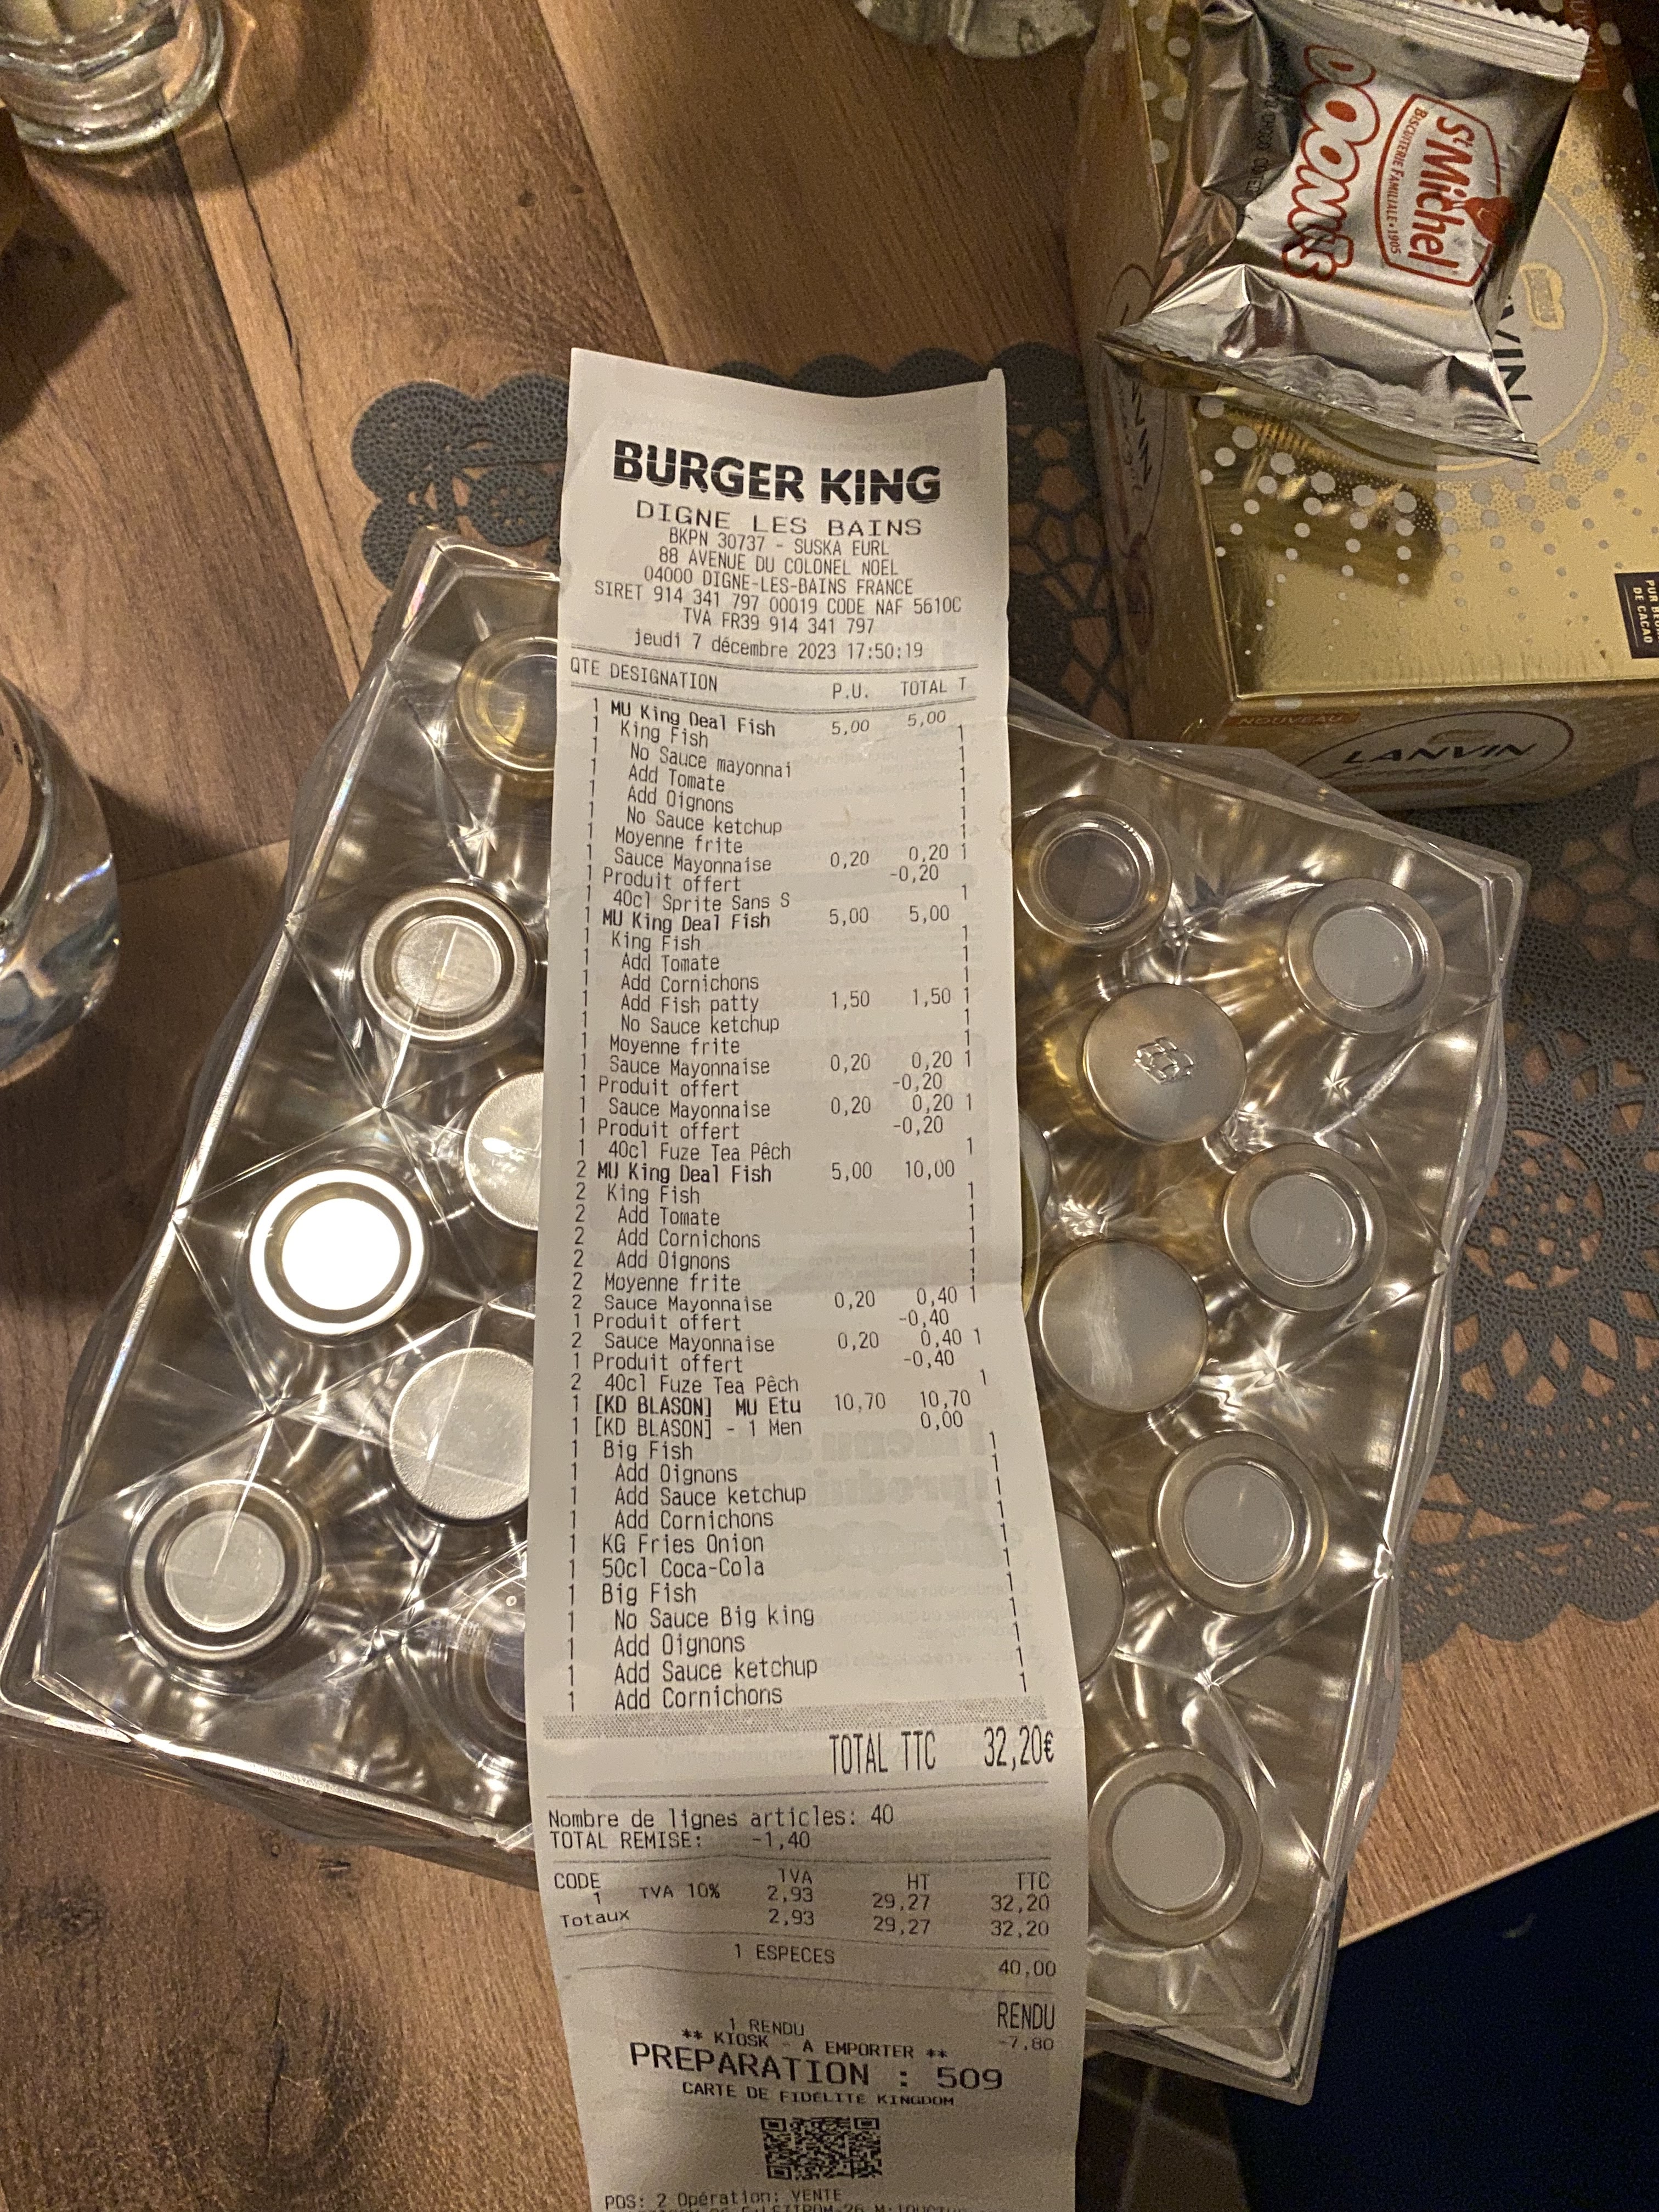 St Michel
BISCUITERIE FAMILIALE • 1905
DOONUTS
LANVIN
NOUVEAU
DE CACAO
BURGER KING
DIGNE LES BAINS
BKPN 30737 - SUSKA EURL
88 AVENUE DU COLONEL NOEL
04000 DIGNE-LES-BAINS FRANCE
SIRET 914 341 797 00019 CODE NAF 5610C
TVA FR39 914 341 797
jeudi 7 décembre 2023 17:50:19
QTE DESIGNATION P.U. TOTAL T
1 MU King Deal Fish 5,00 5,00
1 King Fish 1
1 No Sauce mayonnai 1
1 Add Tomate 1
1 Add Oignons 1
1 No Sauce ketchup 1
1 Moyenne frite 1
1 Sauce Mayonnaise 0,20 0,20 1
1 Produit offert -0,20
1 40cl Sprite Sans S 1
1 MU King Deal Fish 5,00 5,00
1 King Fish 1
1 Add Tomate 1
1 Add Cornichons 1
1 Add Fish patty 1,50 1,50 1
1 No Sauce ketchup 1
1 Moyenne frite 1
1 Sauce Mayonnaise 0,20 0,20 1
1 Produit offert -0,20
1 Sauce Mayonnaise 0,20 0,20 1
1 Produit offert -0,20
1 40cl Fuze Tea Pêch 1
2 MU King Deal Fish 5,00 10,00
2 King Fish 1
2 Add Tomate 1
2 Add Cornichons 1
2 Add Oignons 1
2 Moyenne frite 1
2 Sauce Mayonnaise 0,20 0,40 1
1 Produit offert -0,40
2 Sauce Mayonnaise 0,20 0,40 1
1 Produit offert -0,40
2 40cl Fuze Tea Pêch 1
1 [KD BLASON] MU Etu 10,70 10,70
1 [KD BLASON] - 1 Men 0,00
1 Big Fish 1
1 Add Oignons 1
1 Add Sauce ketchup 1
1 Add Cornichons 1
1 KG Fries Onion 1
1 50cl Coca-Cola 1
1 Big Fish 1
1 No Sauce Big king 1
1 Add Oignons 1
1 Add Sauce ketchup 1
1 Add Cornichons 1
TOTAL TTC 32,20€
Nombre de lignes articles: 40
TOTAL REMISE: -1,40
CODE TVA HT TTC
1 TVA 10% 2,93 29,27 32,20
Totaux 2,93 29,27 32,20
1 ESPECES 40,00
RENDU
1 RENDU -7,80
** KIOSK - A EMPORTER **
PREPARATION : 509
CARTE DE FIDELITE KINGDOM
POS: 2 Opération: VENTE